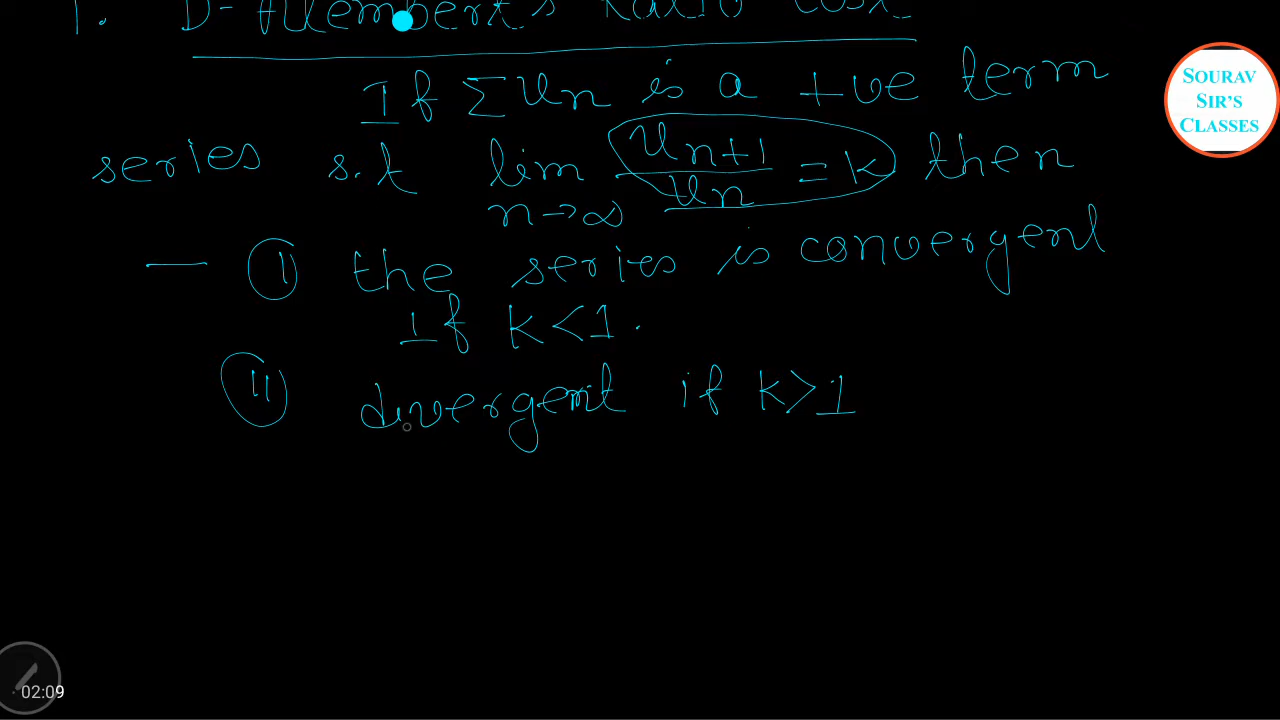 1. D-Alembert's Ratio test
If Σ Un is a +ve term
series s.t lim n→∞ Un+1/Un = K then
— (I) the series is convergent
If K < 1.
(II) divergent if K > 1
SOURAV
SIR'S
CLASSES
02:09